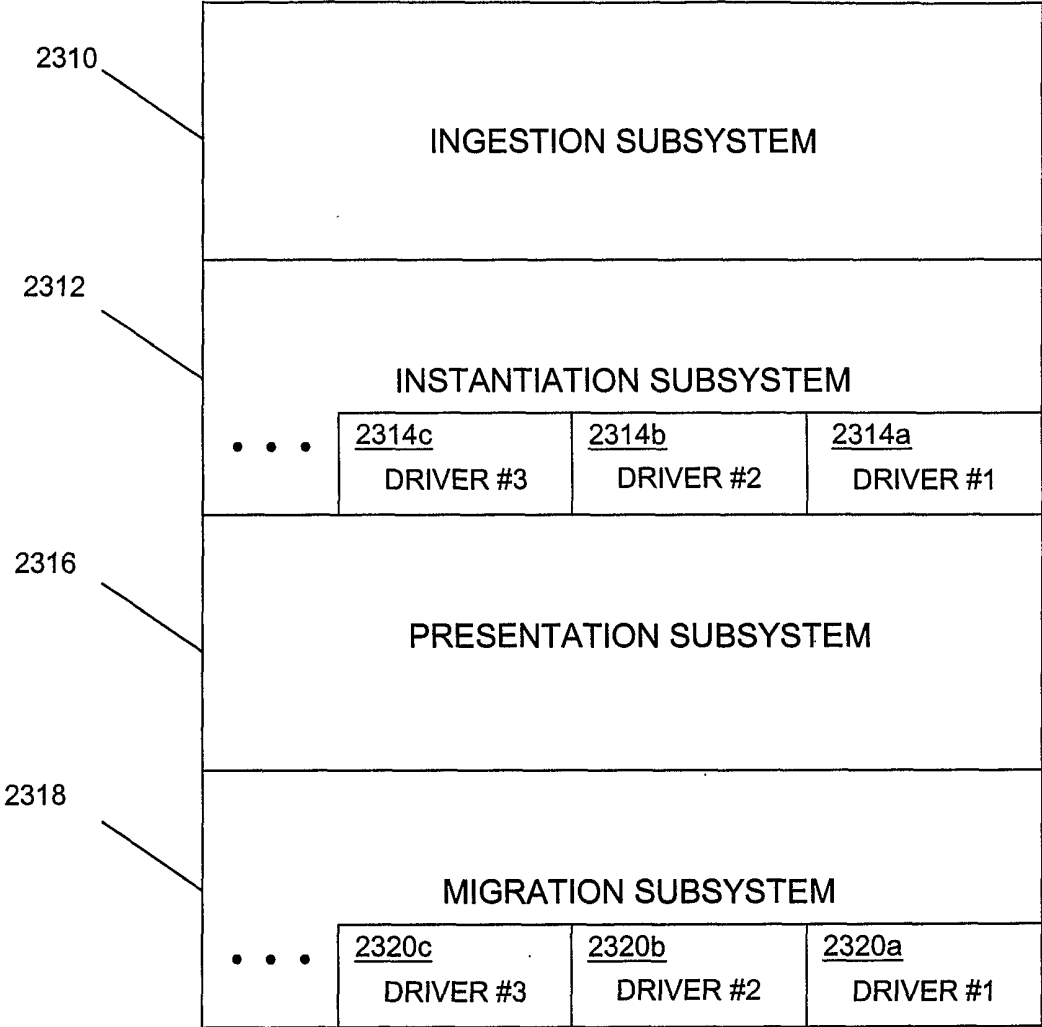 2310
INGESTION SUBSYSTEM
2312
INSTANTIATION SUBSYSTEM
• • •
2314c
DRIVER #3
2314b
DRIVER #2
2314a
DRIVER #1
2316
PRESENTATION SUBSYSTEM
2318
MIGRATION SUBSYSTEM
• • •
2320c
DRIVER #3
2320b
DRIVER #2
2320a
DRIVER #1